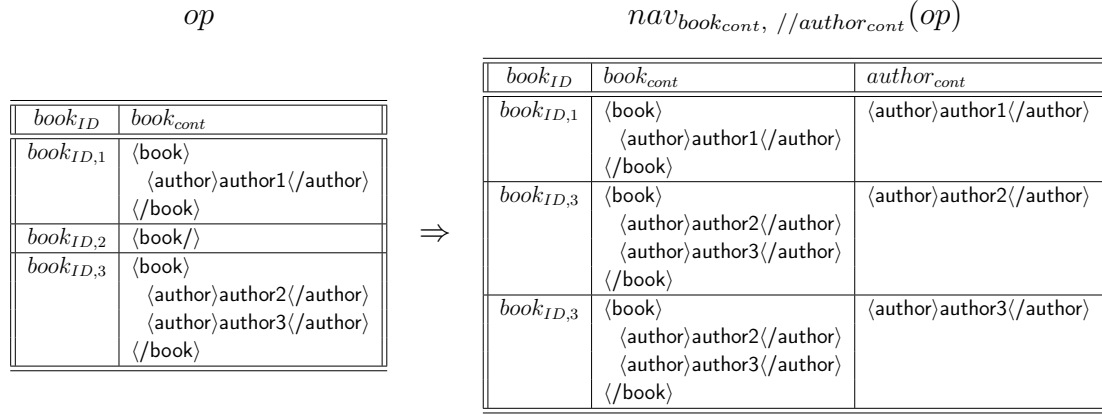 op
book_ID book_cont
book_ID,1 ⟨book⟩
⟨author⟩author1⟨/author⟩
⟨/book⟩
book_ID,2 ⟨book/⟩
book_ID,3 ⟨book⟩
⟨author⟩author2⟨/author⟩
⟨author⟩author3⟨/author⟩
⟨/book⟩
⇒
nav_book_cont, //author_cont(op)
book_ID book_cont author_cont
book_ID,1 ⟨book⟩ ⟨author⟩author1⟨/author⟩
⟨author⟩author1⟨/author⟩
⟨/book⟩
book_ID,3 ⟨book⟩ ⟨author⟩author2⟨/author⟩
⟨author⟩author2⟨/author⟩
⟨author⟩author3⟨/author⟩
⟨/book⟩
book_ID,3 ⟨book⟩ ⟨author⟩author3⟨/author⟩
⟨author⟩author2⟨/author⟩
⟨author⟩author3⟨/author⟩
⟨/book⟩